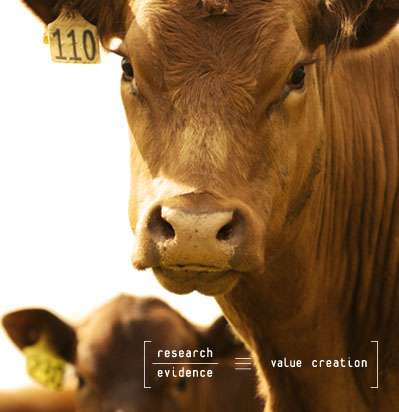 110
research
evidence
≡ value creation